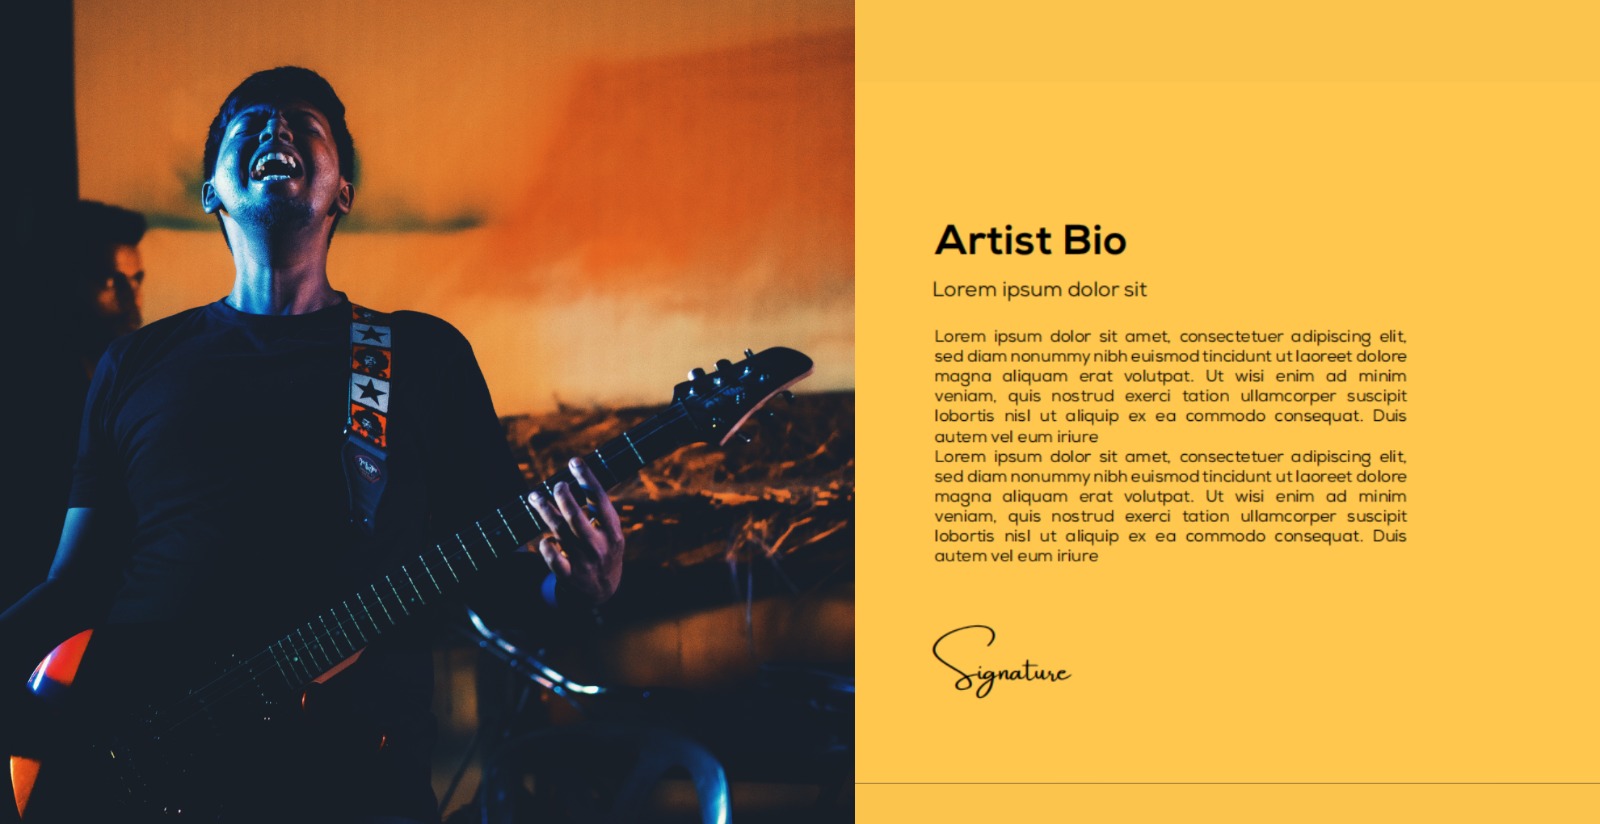 Artist Bio
Lorem ipsum dolor sit
Lorem ipsum dolor sit amet, consectetuer adipiscing elit,
sed diam nonummy nibh euismod tincidunt ut laoreet dolore
magna aliquam erat volutpat. Ut wisi enim ad minim
veniam, quis nostrud exerci tation ullamcorper suscipit
lobortis nisl ut aliquip ex ea commodo consequat. Duis
autem vel eum iriure
Lorem ipsum dolor sit amet, consectetuer adipiscing elit,
sed diam nonummy nibh euismod tincidunt ut laoreet dolore
magna aliquam erat volutpat. Ut wisi enim ad minim
veniam, quis nostrud exerci tation ullamcorper suscipit
lobortis nisl ut aliquip ex ea commodo consequat. Duis
autem vel eum iriure
Signature